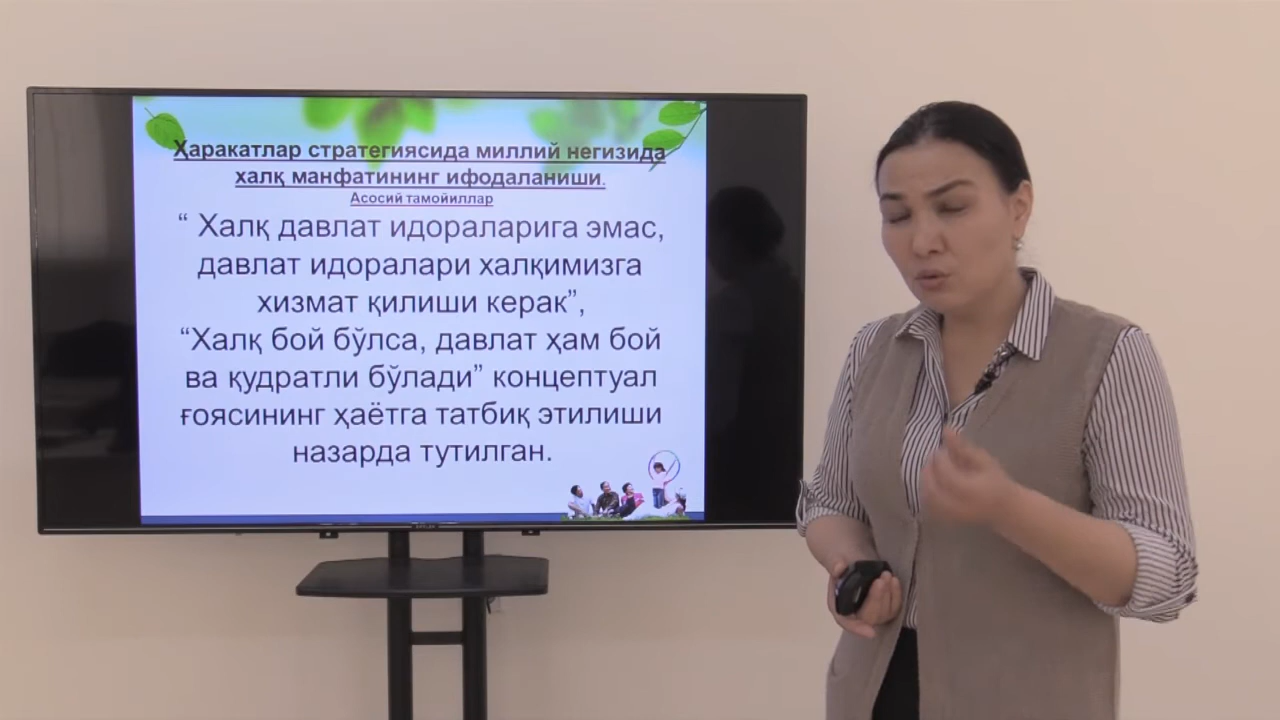 Ҳаракатлар стратегиясида миллий негизида
халқ манфатининг ифодаланиши.
Асосий тамойиллар
“ Халқ давлат идораларига эмас,
давлат идоралари халқимизга
хизмат қилиши керак”,
“Халқ бой бўлса, давлат ҳам бой
ва қудратли бўлади” концептуал
ғоясининг ҳаётга татбиқ этилиши
назарда тутилган.